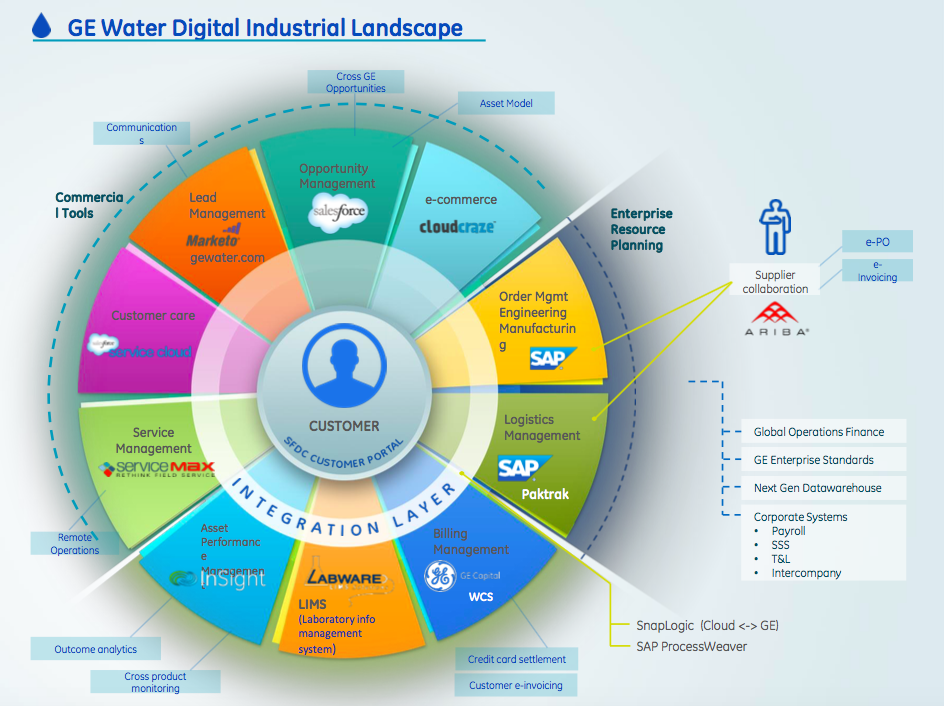 GE Water Digital Industrial Landscape
Cross GE
Opportunities
Asset Model
Communication
s
Commercia
l Tools
Opportunity
Management
salesforce
e-commerce
cloudcraze
Lead
Management
Marketo
gewater.com
Enterprise
Resource
Planning
Supplier
collaboration
ARIBA
e-PO
e-
Invoicing
Customer care
salesforce
service cloud
Order Mgmt
Engineering
Manufacturin
g
SAP
CUSTOMER
SFDC CUSTOMER PORTAL
INTEGRATION LAYER
Service
Management
serviceMAX
RETHINK FIELD SERVICE
Logistics
Management
SAP
Paktrak
Global Operations Finance
GE Enterprise Standards
Next Gen Datawarehouse
Corporate Systems
• Payroll
• SSS
• T&L
• Intercompany
Remote
Operations
Asset
Performanc
e
Managemen
t
InSight
LABWARE
LIMS
(Laboratory info
management
system)
Billing
Management
GE Capital
WCS
SnapLogic (Cloud <-> GE)
SAP ProcessWeaver
Outcome analytics
Cross product
monitoring
Credit card settlement
Customer e-invoicing